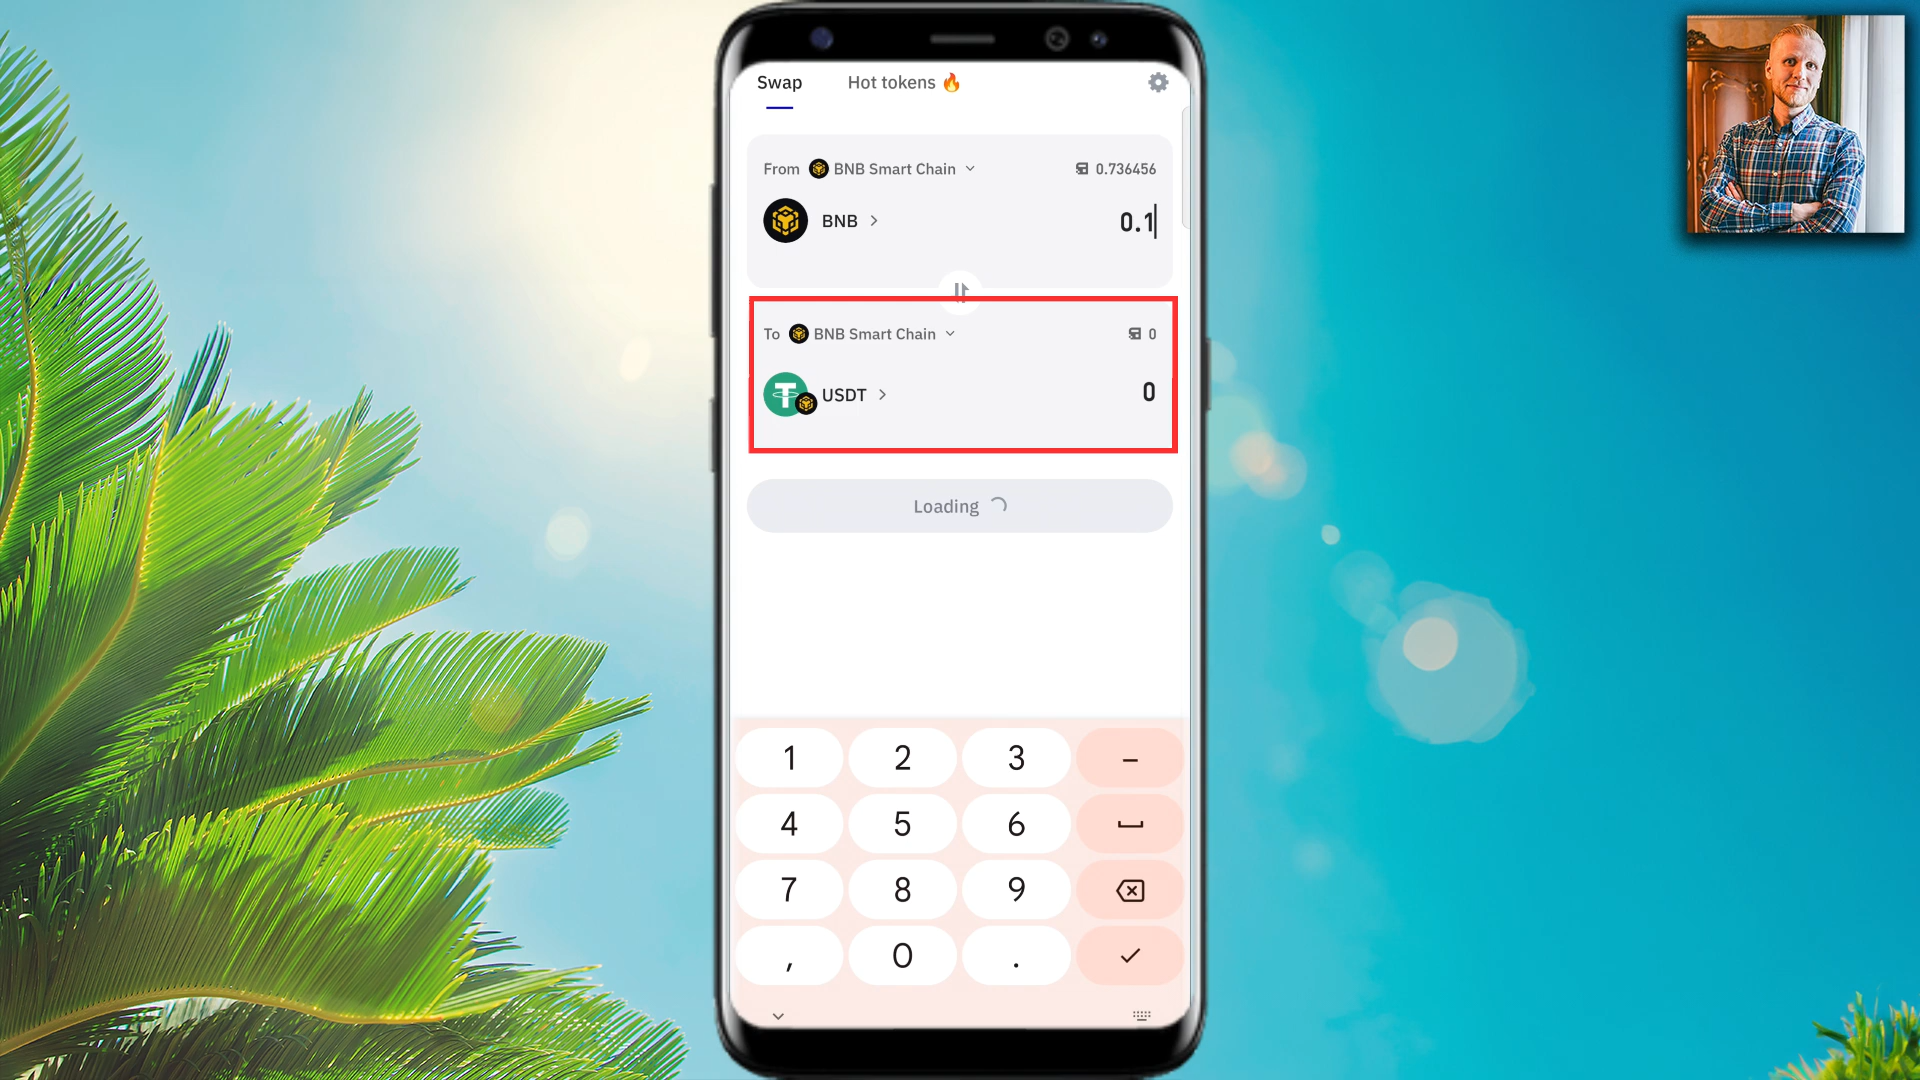 Swap Hot tokens 🔥
From BNB Smart Chain 0.736456
BNB 0.1
To BNB Smart Chain 0
USDT 0
Loading
1 2 3 –
4 5 6
7 8 9
, 0 .